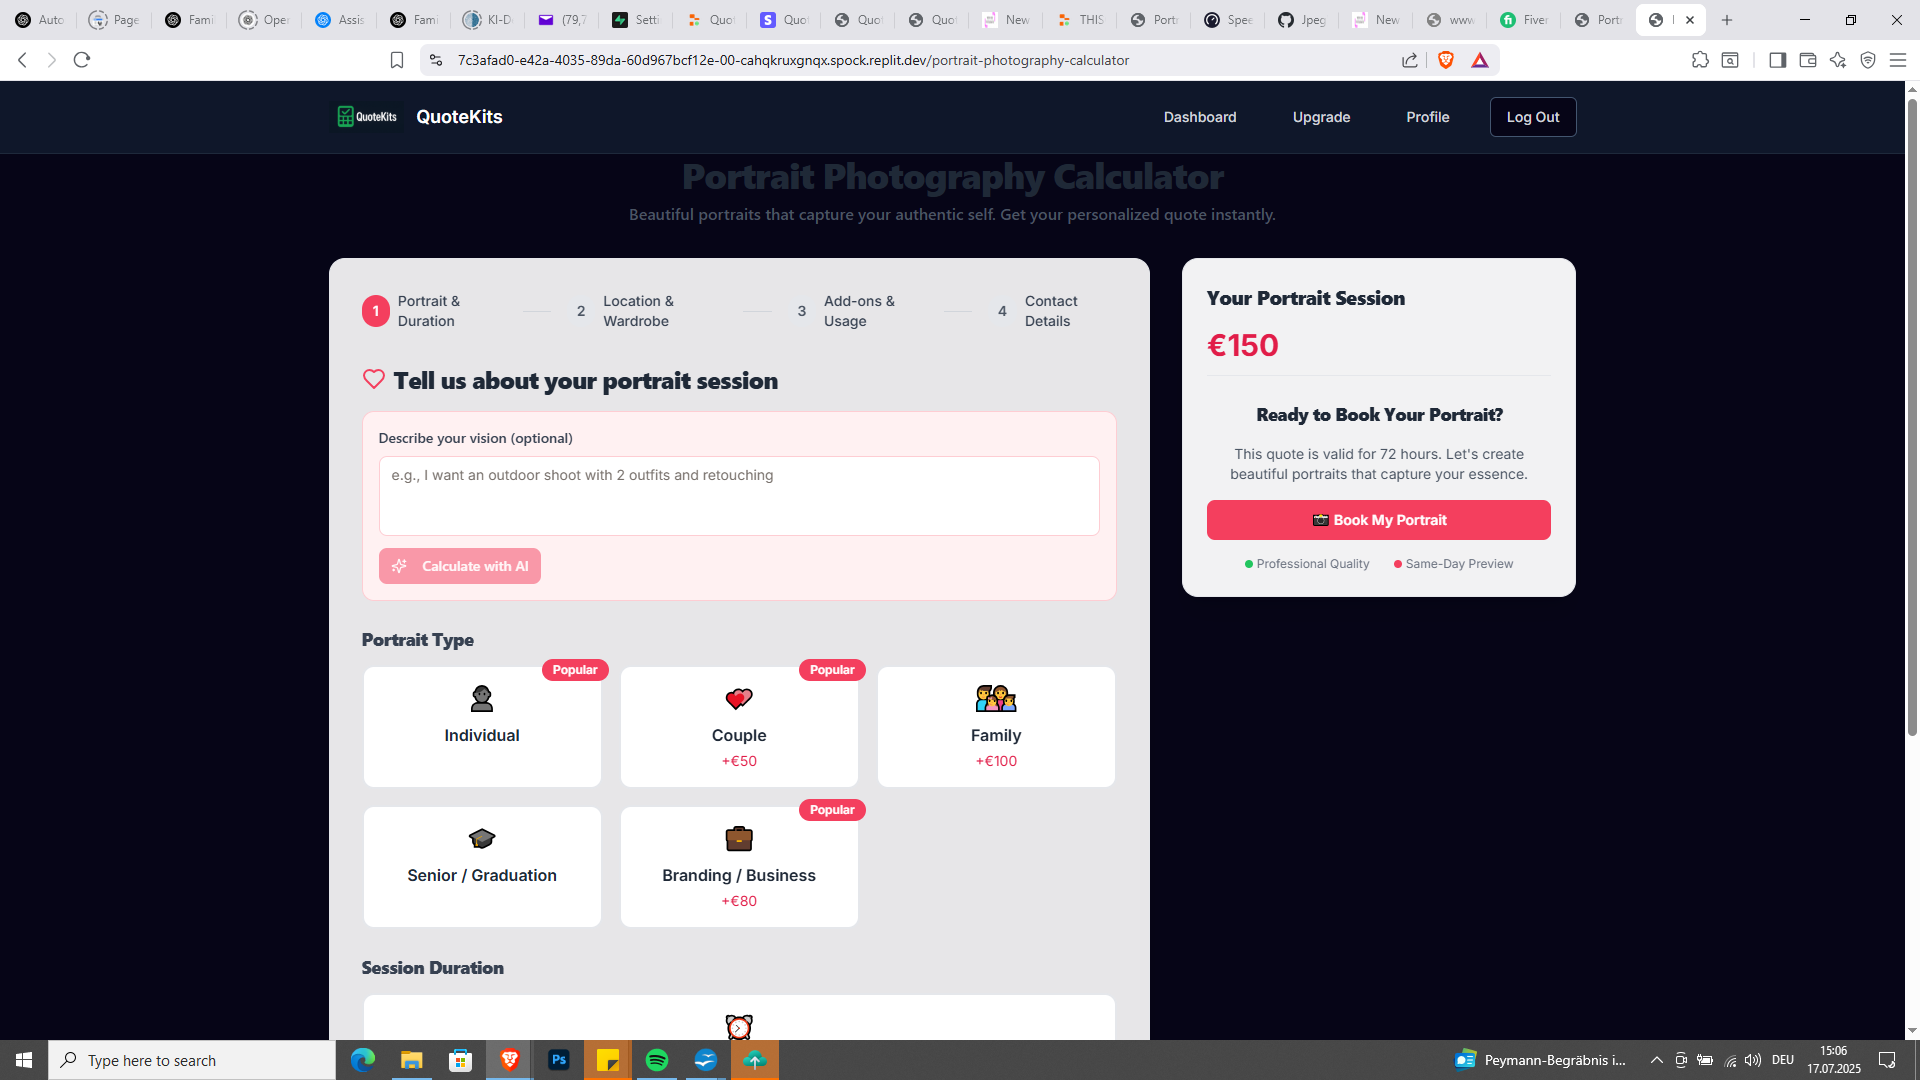 Auto
Page
Fami
Oper
Assis
Fami
KI-D
(79,7
Setti
Quot
Quot
Quot
Quot
New
THIS
Portr
Spee
Jpeg
New
www
Fiver
Portr
7c3afad0-e42a-4035-89da-60d967bcf12e-00-cahqkruxgnqx.spock.replit.dev/portrait-photography-calculator
QuoteKits
QuoteKits
Dashboard
Upgrade
Profile
Log Out
Portrait Photography Calculator
Beautiful portraits that capture your authentic self. Get your personalized quote instantly.
1
Portrait &
Duration
2
Location &
Wardrobe
3
Add-ons &
Usage
4
Contact
Details
Tell us about your portrait session
Describe your vision (optional)
e.g., I want an outdoor shoot with 2 outfits and retouching
Calculate with AI
Portrait Type
Popular
Individual
Popular
Couple
+€50
Family
+€100
Senior / Graduation
Popular
Branding / Business
+€80
Session Duration
Your Portrait Session
€150
Ready to Book Your Portrait?
This quote is valid for 72 hours. Let's create
beautiful portraits that capture your essence.
Book My Portrait
Professional Quality
Same-Day Preview
Type here to search
Ps
Peymann-Begräbnis i...
DEU
15:06
17.07.2025